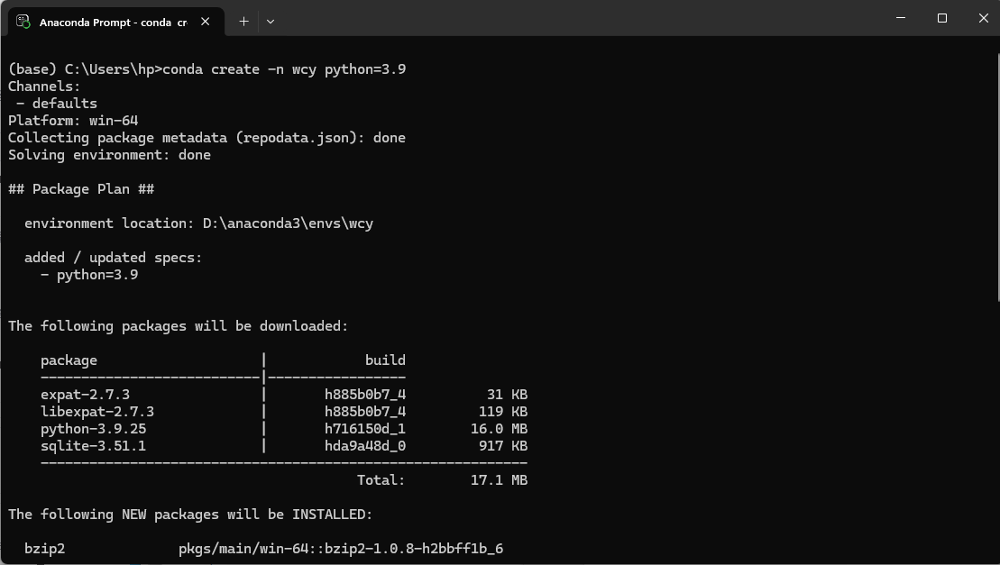 Anaconda Prompt - conda cr
(base) C:\Users\hp>conda create -n wcy python=3.9
Channels:
 - defaults
Platform: win-64
Collecting package metadata (repodata.json): done
Solving environment: done
## Package Plan ##
  environment location: D:\anaconda3\envs\wcy
  added / updated specs:
    - python=3.9
The following packages will be downloaded:
    package                    |            build
    ---------------------------|-----------------
    expat-2.7.3                |       h885b0b7_4          31 KB
    libexpat-2.7.3             |       h885b0b7_4         119 KB
    python-3.9.25              |       h716150d_1        16.0 MB
    sqlite-3.51.1              |       hda9a48d_0         917 KB
    ------------------------------------------------------------
                                           Total:        17.1 MB
The following NEW packages will be INSTALLED:
  bzip2              pkgs/main/win-64::bzip2-1.0.8-h2bbff1b_6